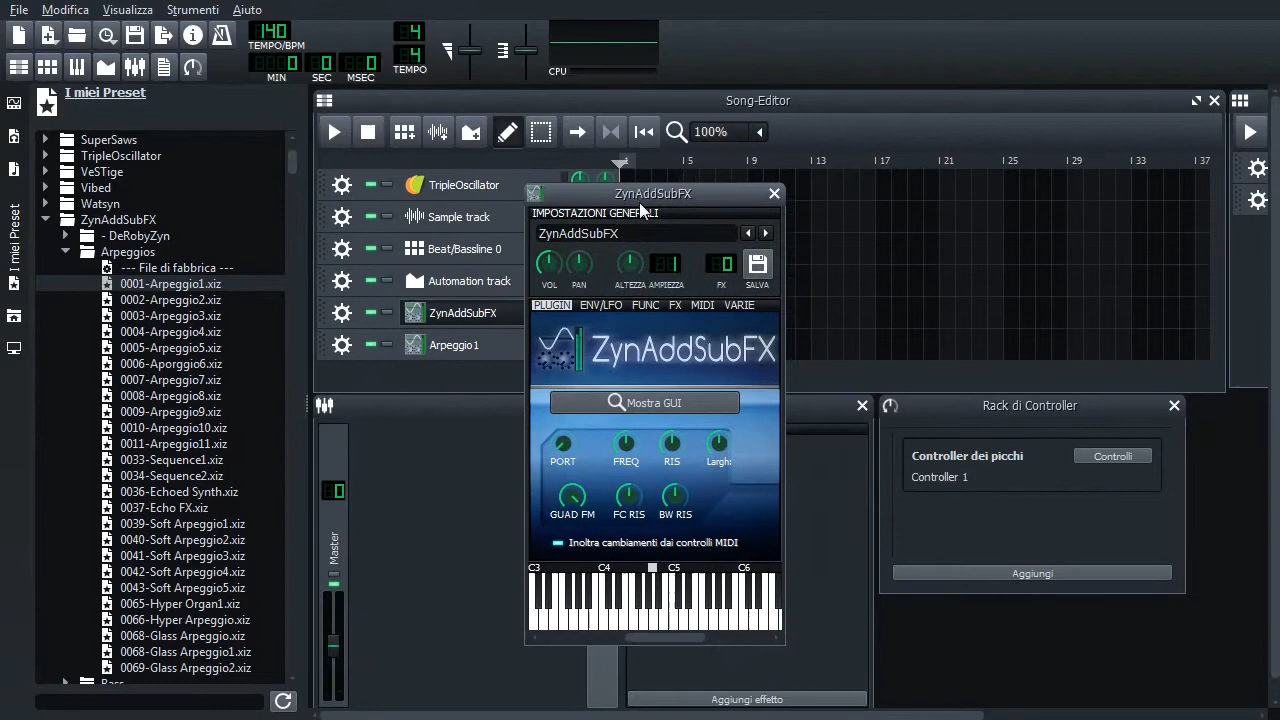 File Modifica Visualizza Strumenti Aiuto
140
TEMPO/BPM
0 0 0
MIN SEC MSEC
4
4
TEMPO
CPU
I miei Preset
I miei Preset
SuperSaws
TripleOscillator
VeSTige
Vibed
Watsyn
ZynAddSubFX
- DeRobyZyn
Arpeggios
--- File di fabbrica ---
0001-Arpeggio1.xiz
0002-Arpeggio2.xiz
0003-Arpeggio3.xiz
0004-Arpeggio4.xiz
0005-Arpeggio5.xiz
0006-Aporggio6.xiz
0007-Arpeggio7.xiz
0008-Arpeggio8.xiz
0009-Arpeggio9.xiz
0010-Arpeggio10.xiz
0011-Arpeggio11.xiz
0033-Sequence1.xiz
0034-Sequence2.xiz
0036-Echoed Synth.xiz
0037-Echo FX.xiz
0039-Soft Arpeggio1.xiz
0040-Soft Arpeggio2.xiz
0041-Soft Arpeggio3.xiz
0042-Soft Arpeggio4.xiz
0043-Soft Arpeggio5.xiz
0065-Hyper Organ1.xiz
0066-Hyper Arpeggio.xiz
0068-Glass Arpeggio.xiz
0068-Glass Arpeggio1.xiz
0069-Glass Arpeggio2.xiz
Song-Editor
100%
1 5 9 13 17 21 25 29 33 37
TripleOscillator
Sample track
Beat/Bassline 0
Automation track
ZynAddSubFX
Arpeggio1
ZynAddSubFX
IMPOSTAZIONI GENERALI
ZynAddSubFX
1 0
VOL PAN ALTEZZA AMPIEZZA FX SALVA
PLUGIN ENV/LFO FUNC FX MIDI VARIE
ZynAddSubFX
Mostra GUI
PORT FREQ RIS Largh:
GUAD FM FC RIS BW RIS
Inoltra cambiamenti dai controlli MIDI
C3 C4 C5 C6
0
Master
Aggiungi effetto
Rack di Controller
Controller dei picchi Controlli
Controller 1
Aggiungi